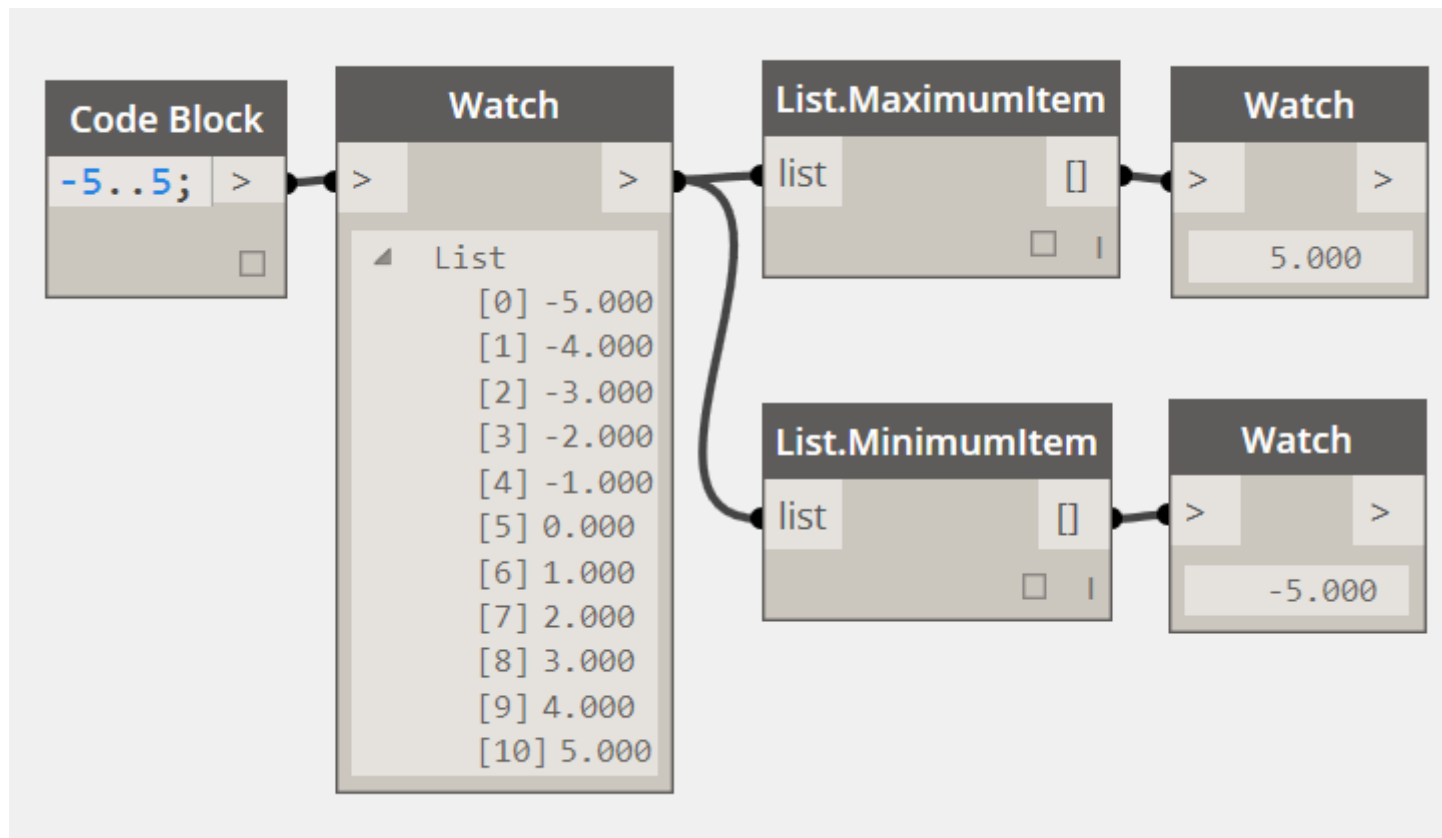 Code Block
-5..5; >
Watch
> >
List
[0] -5.000
[1] -4.000
[2] -3.000
[3] -2.000
[4] -1.000
[5] 0.000
[6] 1.000
[7] 2.000
[8] 3.000
[9] 4.000
[10] 5.000
List.MaximumItem
list []
l
Watch
> >
5.000
List.MinimumItem
list []
l
Watch
> >
-5.000